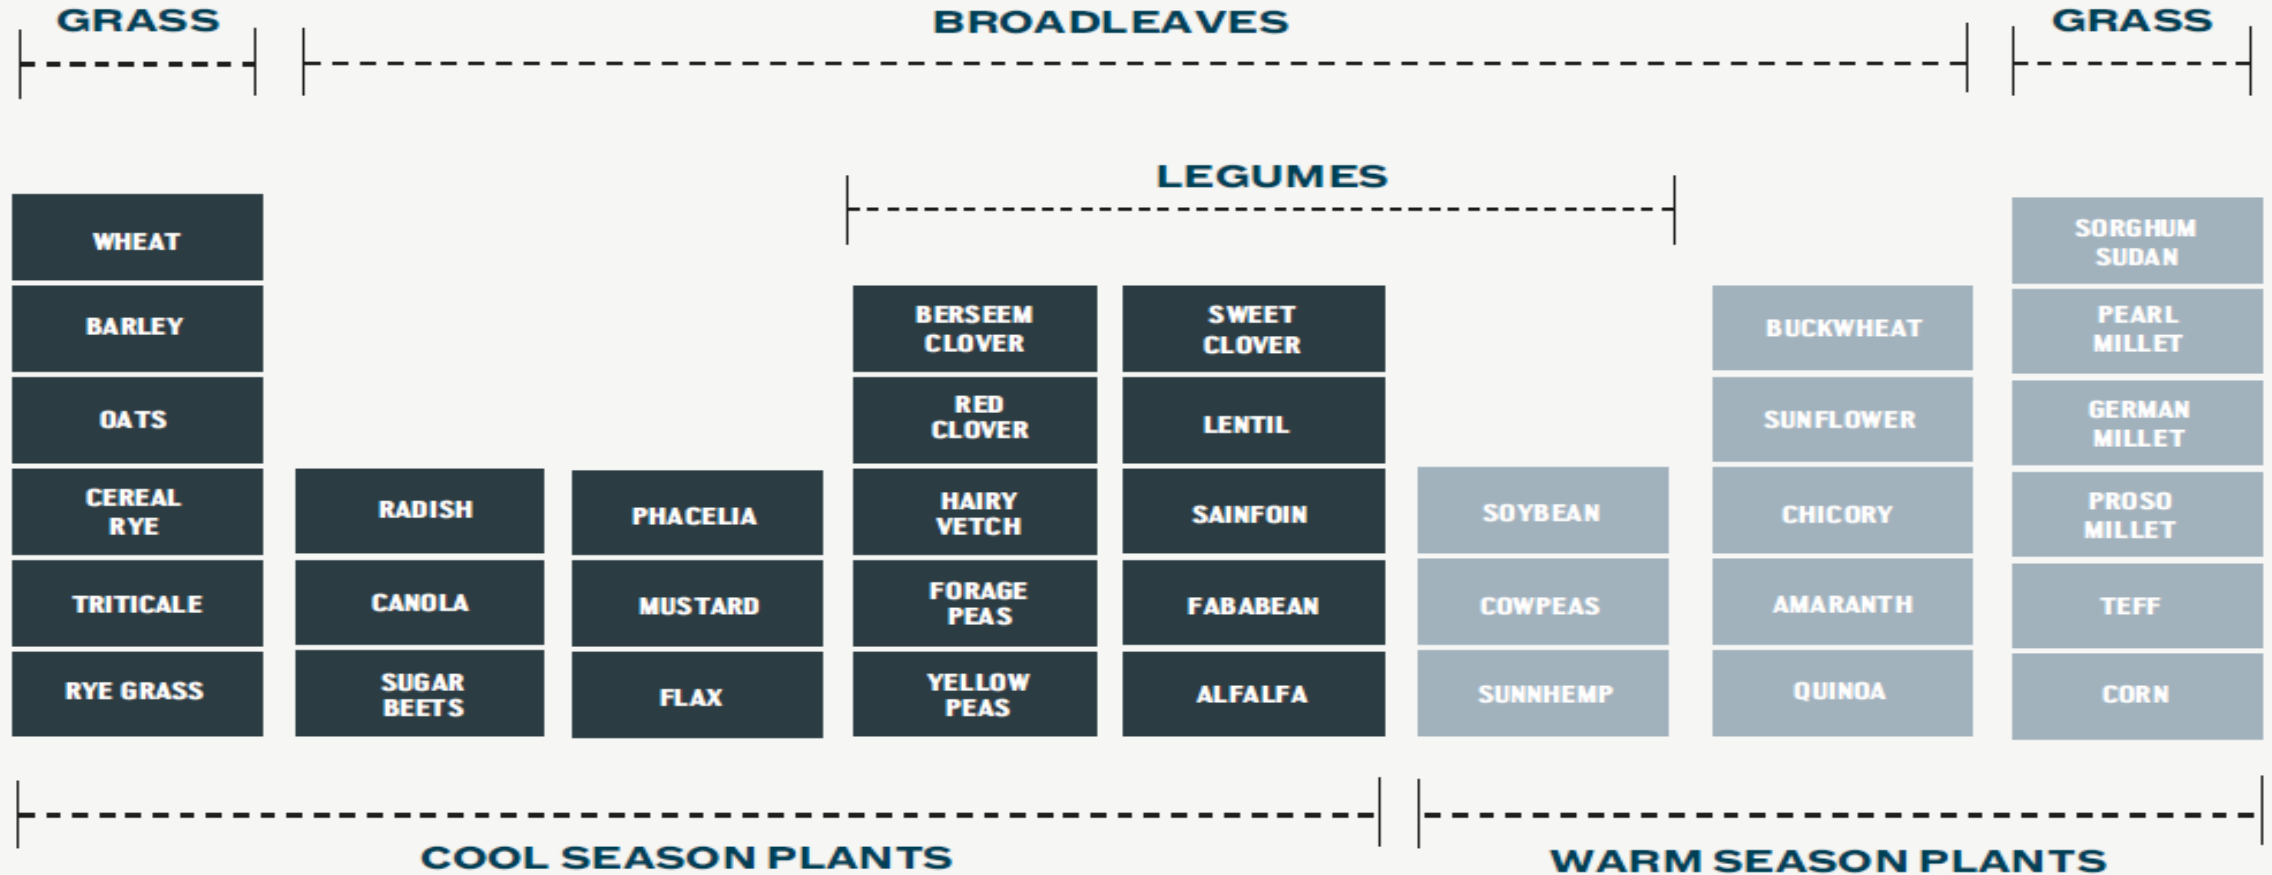 GRASS
BROADLEAVES
GRASS
LEGUMES
WHEAT
BARLEY
OATS
CEREAL
RYE
TRITICALE
RYE GRASS
RADISH
CANOLA
SUGAR
BEETS
PHACELIA
MUSTARD
FLAX
BERSEEM
CLOVER
RED
CLOVER
HAIRY
VETCH
FORAGE
PEAS
YELLOW
PEAS
SWEET
CLOVER
LENTIL
SAINFOIN
FABABEAN
ALFALFA
SOYBEAN
COWPEAS
SUNNHEMP
BUCKWHEAT
SUNFLOWER
CHICORY
AMARANTH
QUINOA
SORGHUM
SUDAN
PEARL
MILLET
GERMAN
MILLET
PROSO
MILLET
TEFF
CORN
COOL SEASON PLANTS
WARM SEASON PLANTS